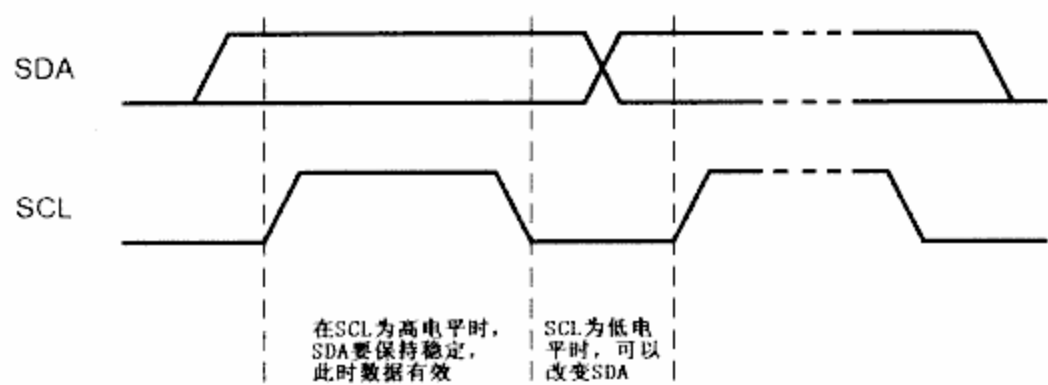 SDA
SCL
在SCL为高电平时，
SDA要保持稳定，
此时数据有效
SCL为低电
平时，可以
改变SDA